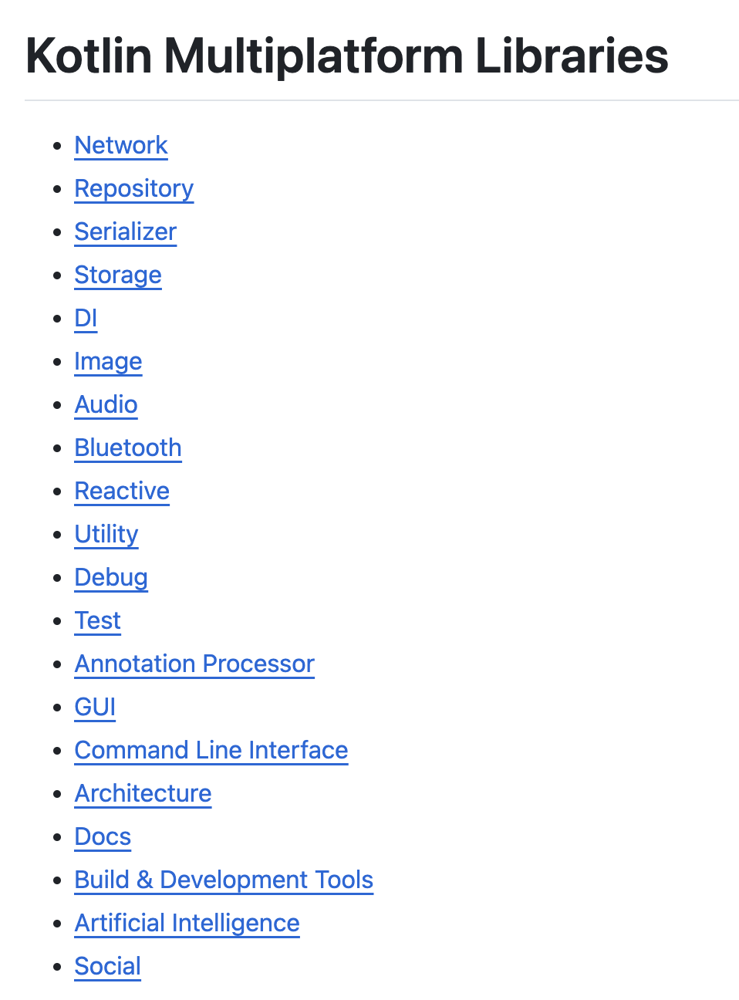 Kotlin Multiplatform Libraries
Network
Repository
Serializer
Storage
DI
Image
Audio
Bluetooth
Reactive
Utility
Debug
Test
Annotation Processor
GUI
Command Line Interface
Architecture
Docs
Build & Development Tools
Artificial Intelligence
Social